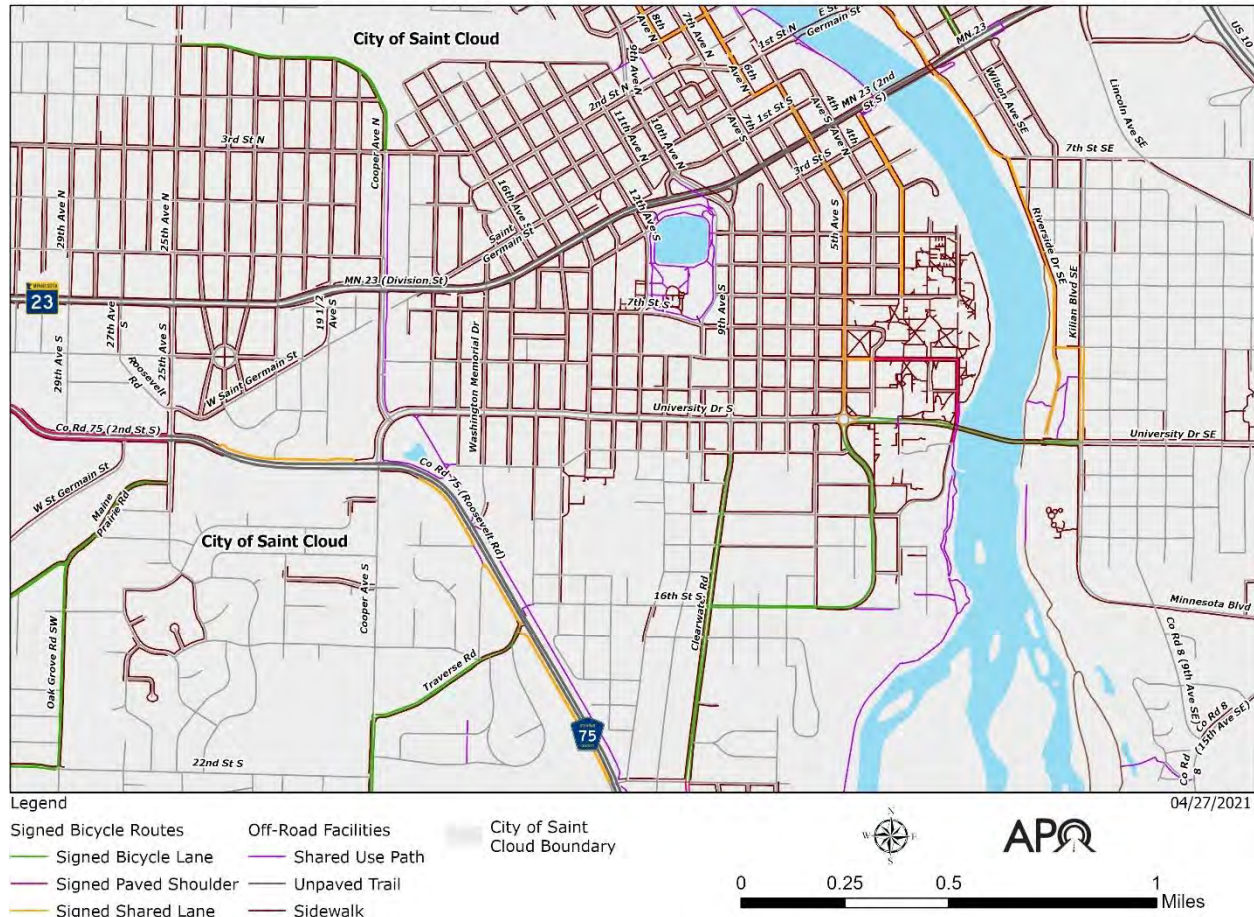 City of Saint Cloud
8th
Ave N
7th
Ave N
9th Ave N
1st St N
E St
Germain St
MN 23
US 10
6th
Ave N
2nd St N
MN 23 (2nd
St S)
Wilson Ave SE
Lincoln Ave SE
3rd St N
Cooper Ave N
11th Ave N
10th Ave N
7th
Ave S
1st St S
4th
Ave S
4th
Ave N
3rd St S
7th St SE
29th Ave N
25th Ave N
16th Ave S
12th Ave S
Saint
Germain St
5th Ave S
Riverside Dr SE
Kilian Blvd SE
MINNESOTA
23
MN 23 (Division St)
27th Ave
S
19 1/2
Ave S
7th St S
9th Ave S
29th Ave S
Roosevelt
Rd
25th Ave S
W Saint Germain St
Washington Memorial Dr
University Dr S
Co Rd 75 (2nd St S)
University Dr SE
W St Germain St
Maine
Prairie Rd
Co Rd 75 (Roosevelt Rd)
City of Saint Cloud
Oak Grove Rd SW
Cooper Ave S
16th St S
Clearwater Rd
Minnesota Blvd
Traverse Rd
Co Rd 8 (9th Ave SE)
Co Rd 8
(15th Ave SE)
Co Rd
8
75
22nd St S
Legend
04/27/2021
Signed Bicycle Routes
Signed Bicycle Lane
Signed Paved Shoulder
Signed Shared Lane
Off-Road Facilities
Shared Use Path
Unpaved Trail
Sidewalk
City of Saint
Cloud Boundary
N
W E
S
APO
0 0.25 0.5 1
Miles